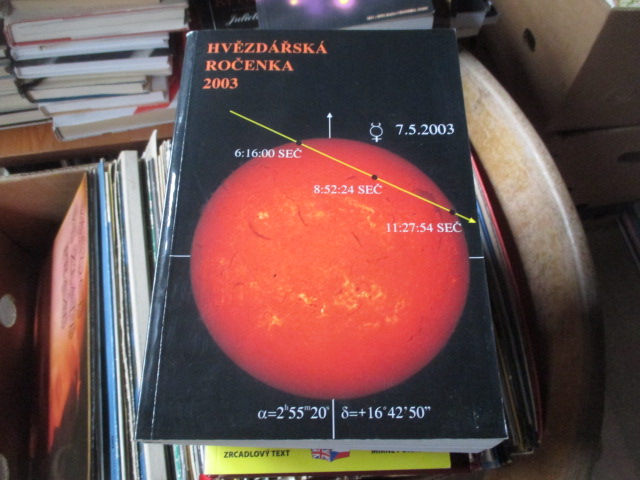 HVĚZDÁŘSKÁ
ROČENKA
2003
☿ 7.5.2003
6:16:00 SEČ
8:52:24 SEČ
11:27:54 SEČ
α=2ʰ55ᵐ20ˢ δ=+16°42'50”
ZRCADLOVÝ TEXT